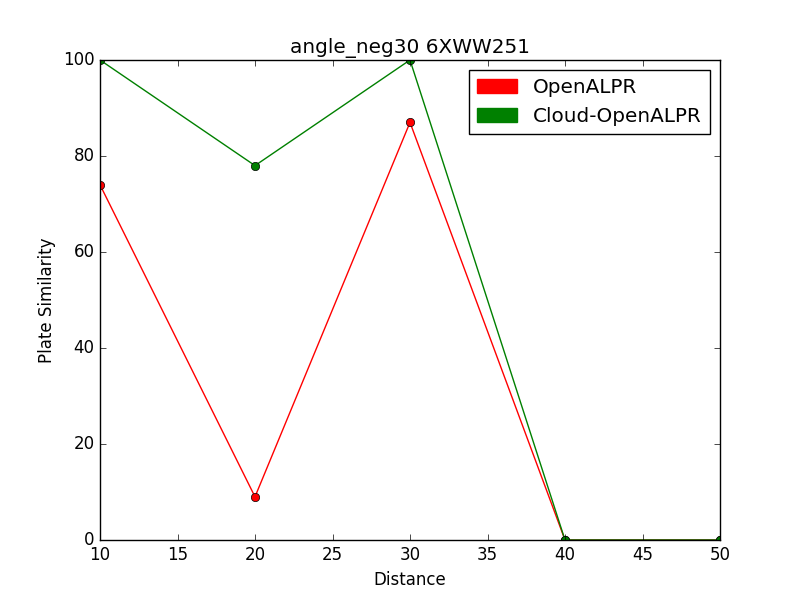 angle_neg30 6XWW251
OpenALPR
Cloud-OpenALPR
Plate Similarity
100
80
60
40
20
0
10 15 20 25 30 35 40 45 50
Distance